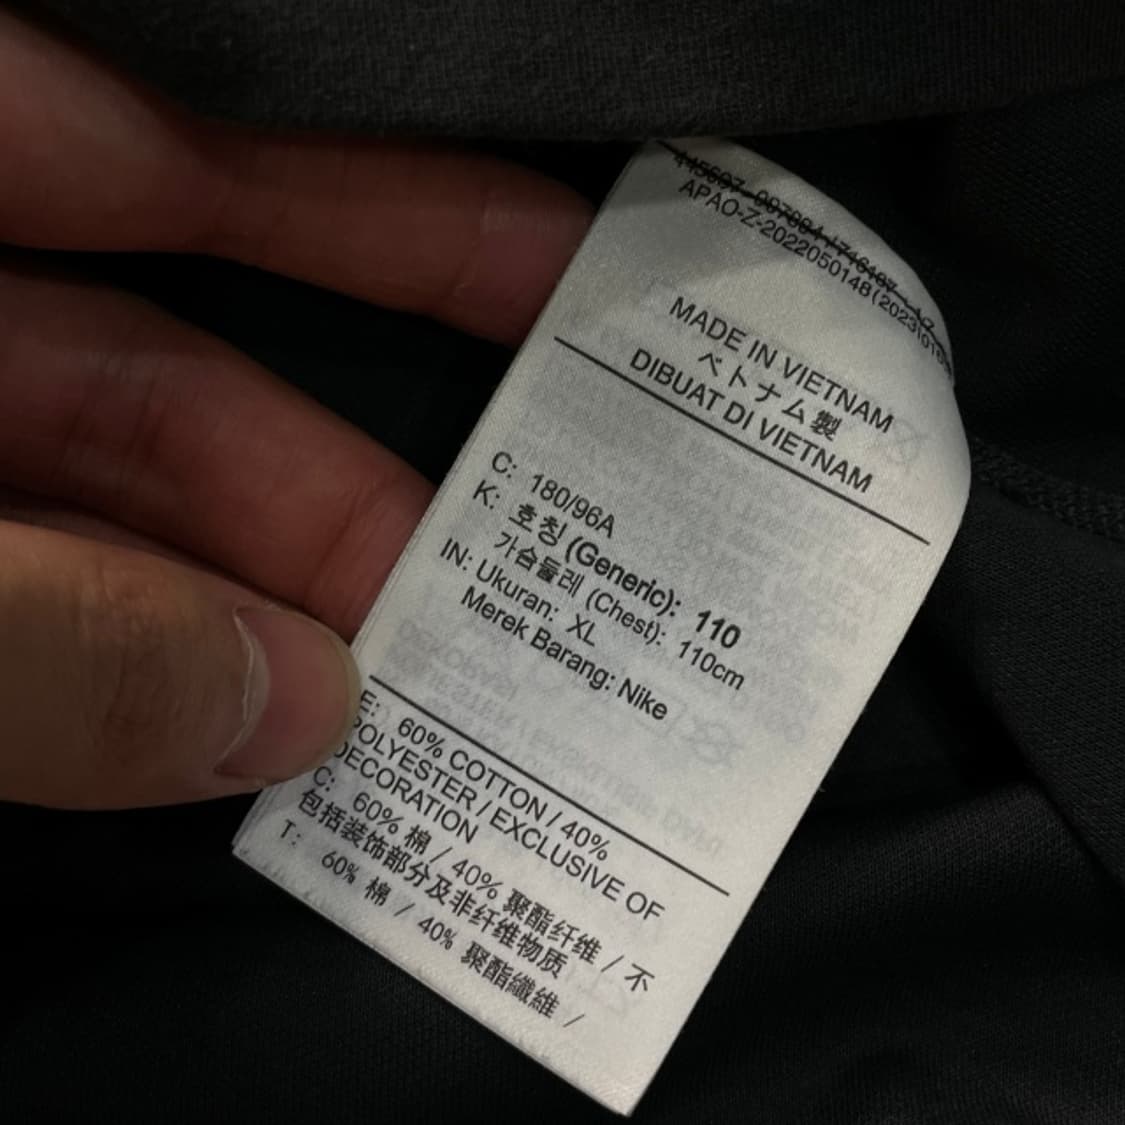 APAO-Z-2022050148(2023
MADE IN VIETNAM
ベトナム製
DIBUAT DI VIETNAM
C: 180/96A
K: 호칭 (Generic): 110
가슴둘레 (Chest): 110cm
IN: Ukuran: XL
Merek Barang: Nike
E: 60% COTTON / 40%
POLYESTER / EXCLUSIVE OF
DECORATION
C: 60% 棉 / 40% 聚酯纤维 / 不
包括装饰部分及非纤维物质
T: 60% 棉 / 40% 聚酯纖維 /